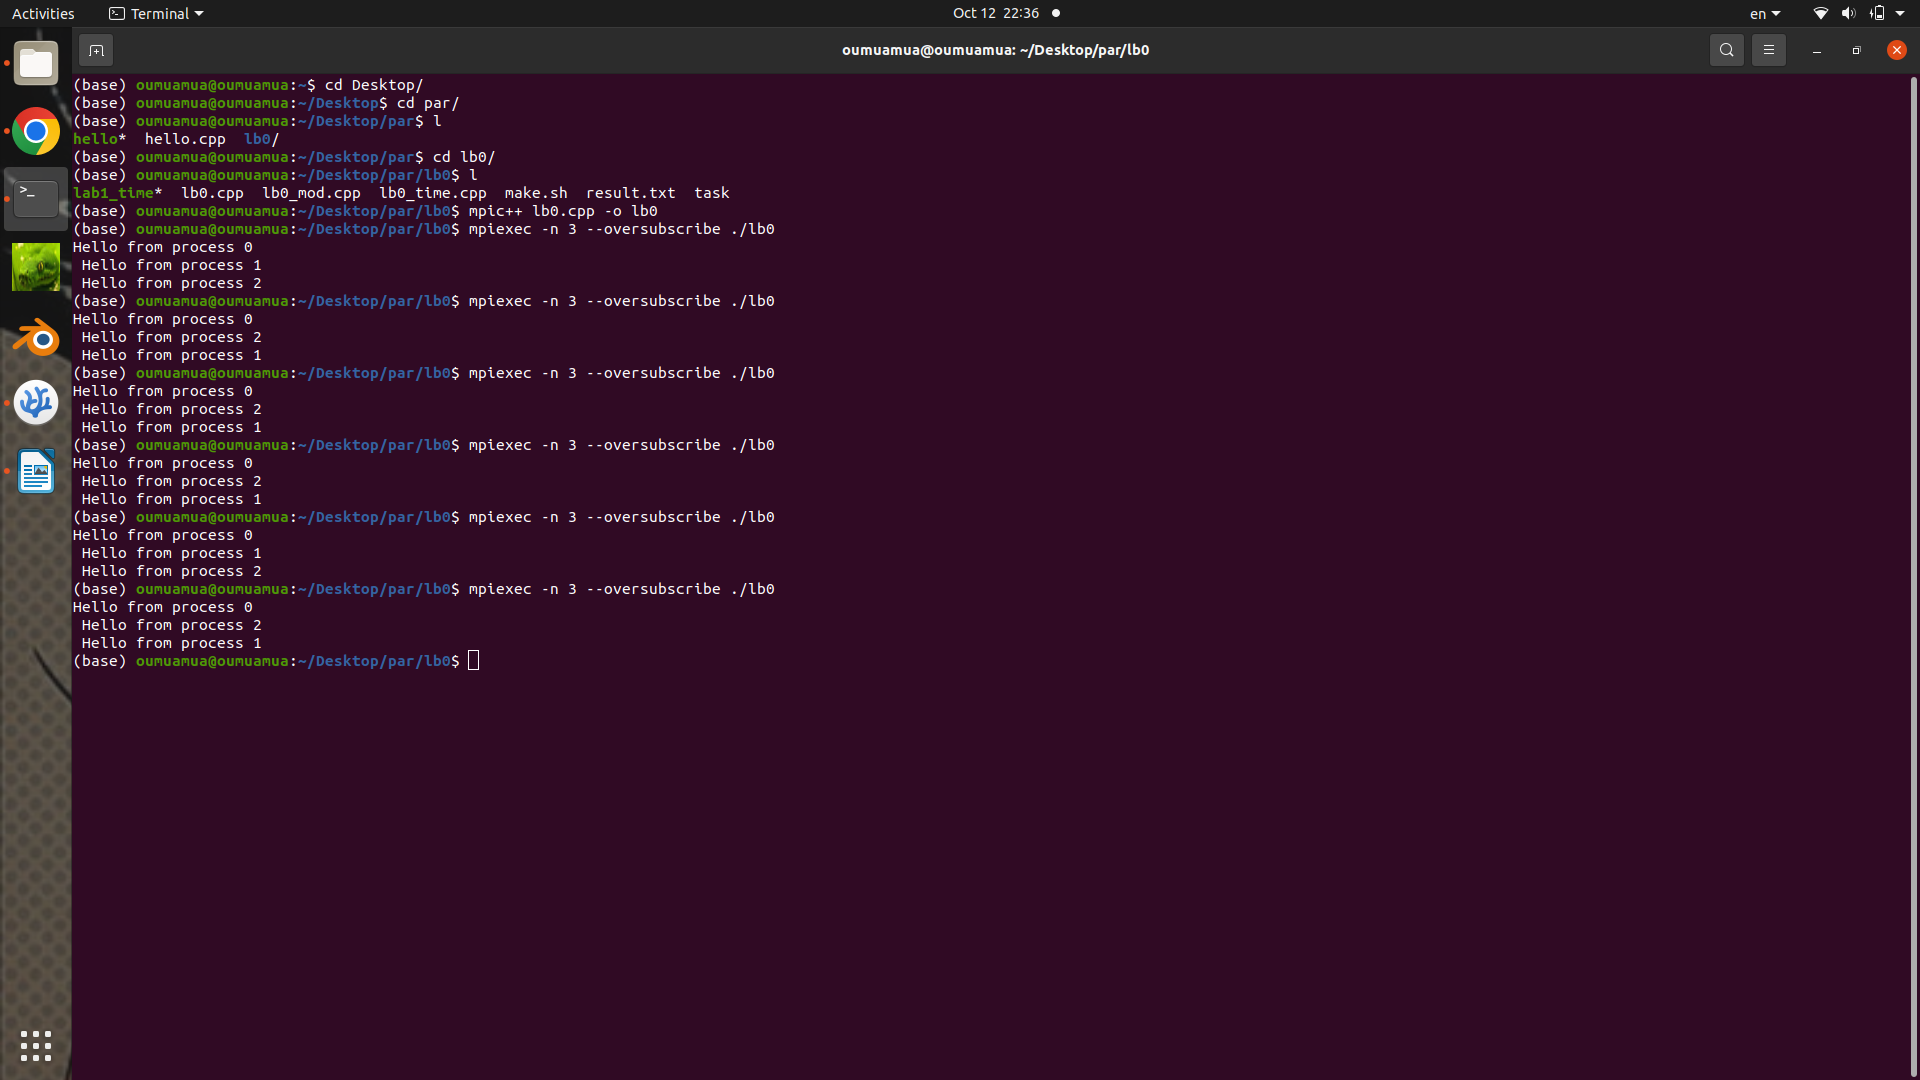 Activities Terminal Oct 12 22:36 en
oumuamua@oumuamua: ~/Desktop/par/lb0
(base) oumuamua@oumuamua:~$ cd Desktop/
(base) oumuamua@oumuamua:~/Desktop$ cd par/
(base) oumuamua@oumuamua:~/Desktop/par$ l
hello*  hello.cpp  lb0/
(base) oumuamua@oumuamua:~/Desktop/par$ cd lb0/
(base) oumuamua@oumuamua:~/Desktop/par/lb0$ l
lab1_time*  lb0.cpp  lb0_mod.cpp  lb0_time.cpp  make.sh  result.txt  task
(base) oumuamua@oumuamua:~/Desktop/par/lb0$ mpic++ lb0.cpp -o lb0
(base) oumuamua@oumuamua:~/Desktop/par/lb0$ mpiexec -n 3 --oversubscribe ./lb0
Hello from process 0
 Hello from process 1
 Hello from process 2
(base) oumuamua@oumuamua:~/Desktop/par/lb0$ mpiexec -n 3 --oversubscribe ./lb0
Hello from process 0
 Hello from process 2
 Hello from process 1
(base) oumuamua@oumuamua:~/Desktop/par/lb0$ mpiexec -n 3 --oversubscribe ./lb0
Hello from process 0
 Hello from process 2
 Hello from process 1
(base) oumuamua@oumuamua:~/Desktop/par/lb0$ mpiexec -n 3 --oversubscribe ./lb0
Hello from process 0
 Hello from process 2
 Hello from process 1
(base) oumuamua@oumuamua:~/Desktop/par/lb0$ mpiexec -n 3 --oversubscribe ./lb0
Hello from process 0
 Hello from process 1
 Hello from process 2
(base) oumuamua@oumuamua:~/Desktop/par/lb0$ mpiexec -n 3 --oversubscribe ./lb0
Hello from process 0
 Hello from process 2
 Hello from process 1
(base) oumuamua@oumuamua:~/Desktop/par/lb0$